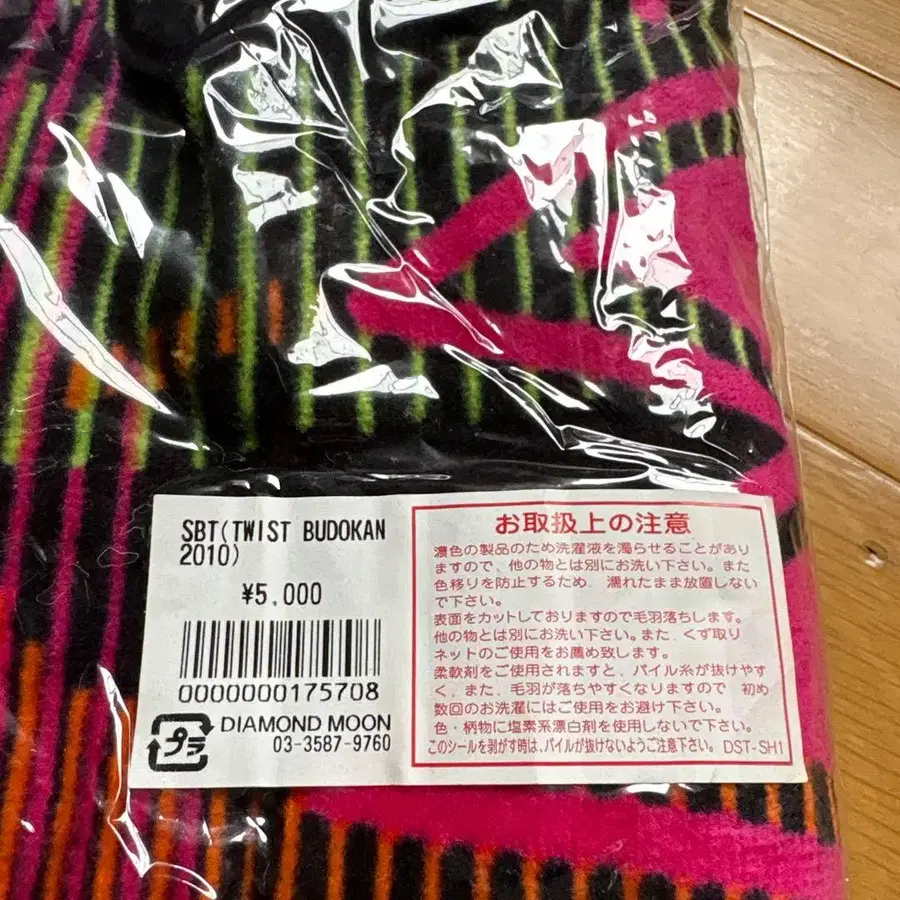 SBT(TWIST BUDOKAN
2010)
¥5,000
0000000175708
プラ
DIAMOND MOON
03-3587-9760
お取扱上の注意
濃色の製品のため洗濯液を濁らせることがあり
ますので、他の物とは別にお洗い下さい。また
色移りを防止するため、濡れたまま放置しない
で下さい。
表面をカットしておりますので毛羽落ちします。
他の物とは別にお洗い下さい。また、くず取り
ネットのご使用をお薦め致します。
柔軟剤をご使用されますと、パイル糸が抜けやす
く、また、毛羽が落ちやすくなりますので 初め
数回のお洗濯にはご使用をお避け下さい。
色・柄物に塩素系漂白剤を使用しないで下さい。
このシールを剥がす時は、パイルが抜けないようご注意下さい。 DST-SH1